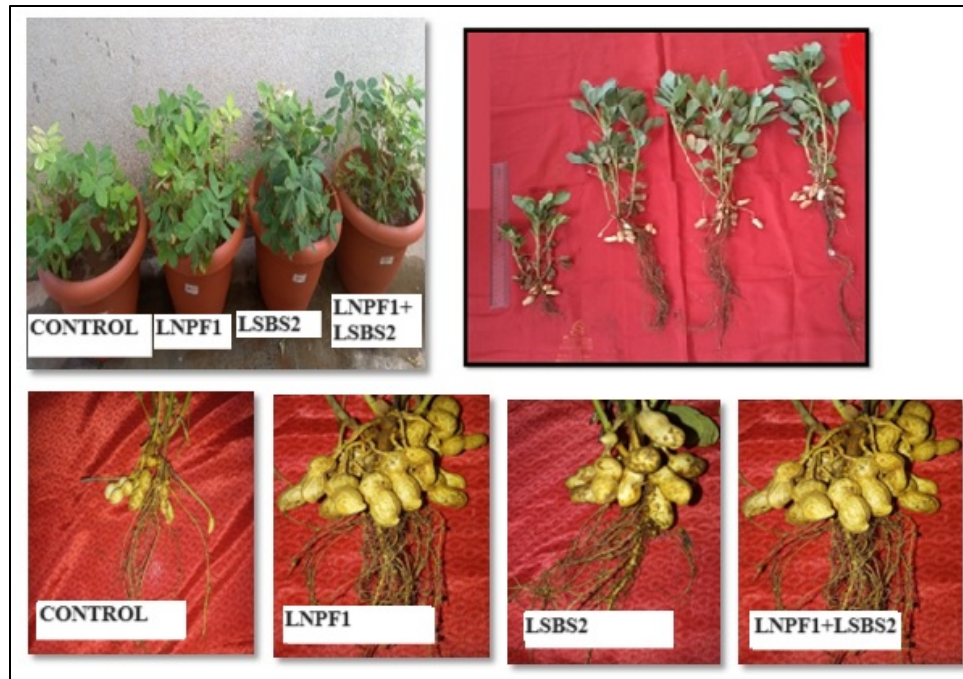 CONTROL
LNPF1
LSBS2
LNPF1+
LSBS2
CONTROL
LNPF1
LSBS2
LNPF1+LSBS2